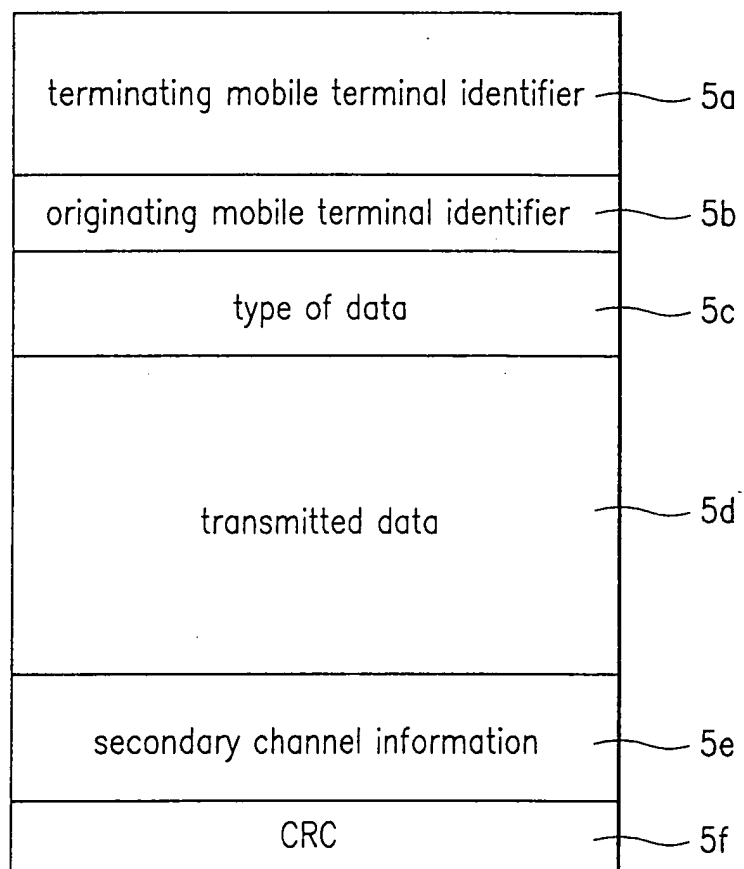 terminating mobile terminal identifier 5a
originating mobile terminal identifier 5b
type of data 5c
transmitted data 5d
secondary channel information 5e
CRC 5f